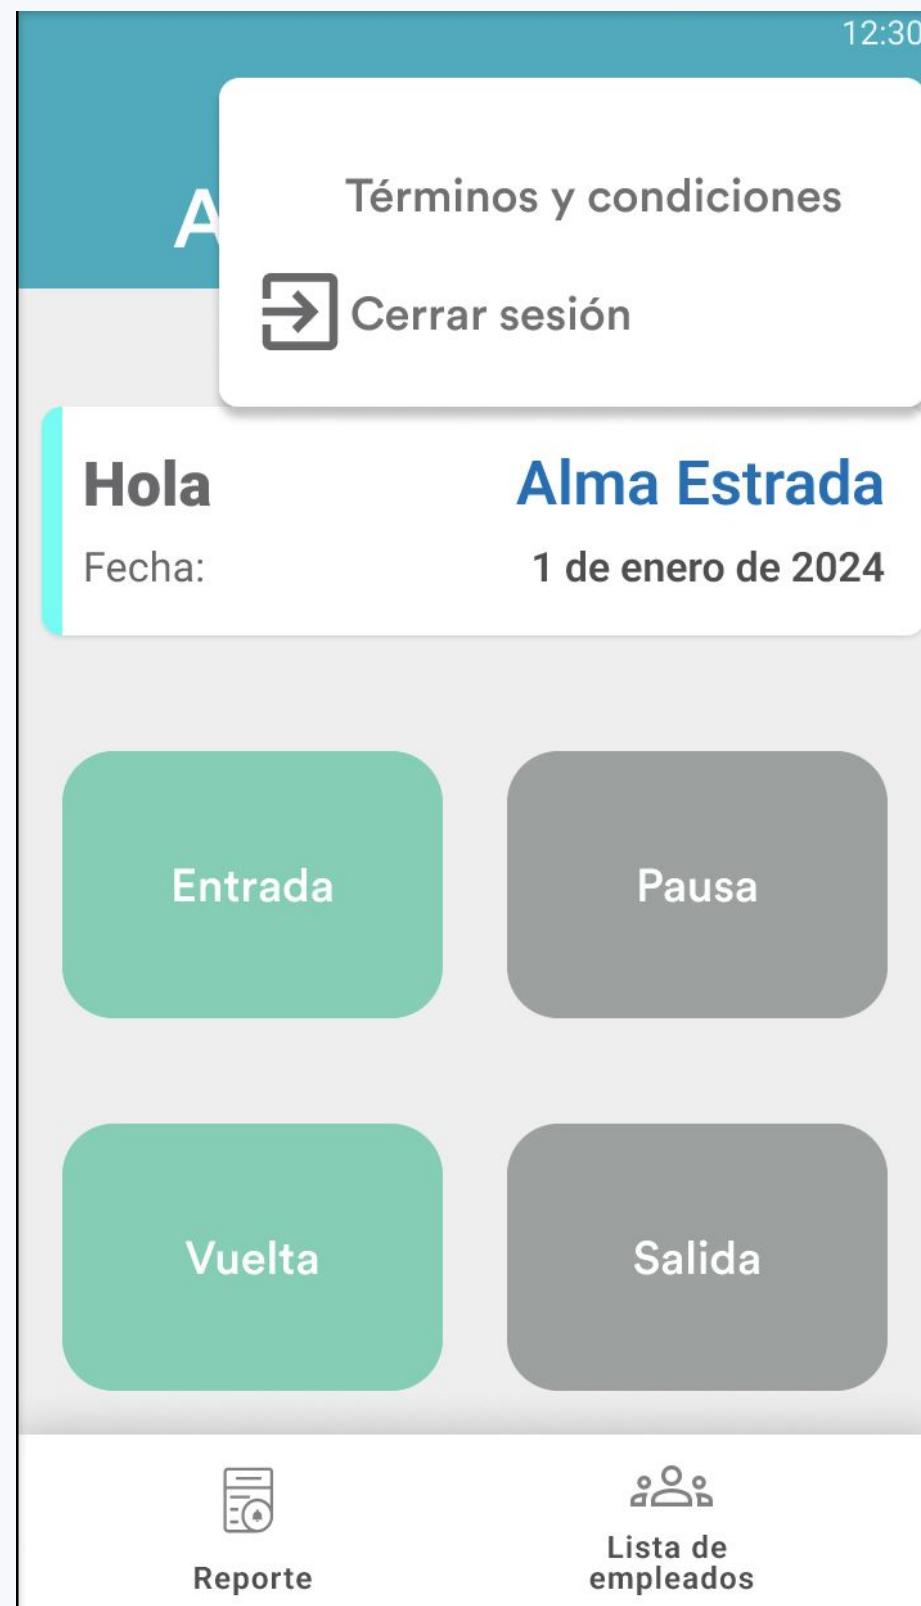 12:30
Términos y condiciones
A
Cerrar sesión
Hola Alma Estrada
Fecha: 1 de enero de 2024
Entrada Pausa
Vuelta Salida
Reporte
Lista de
empleados